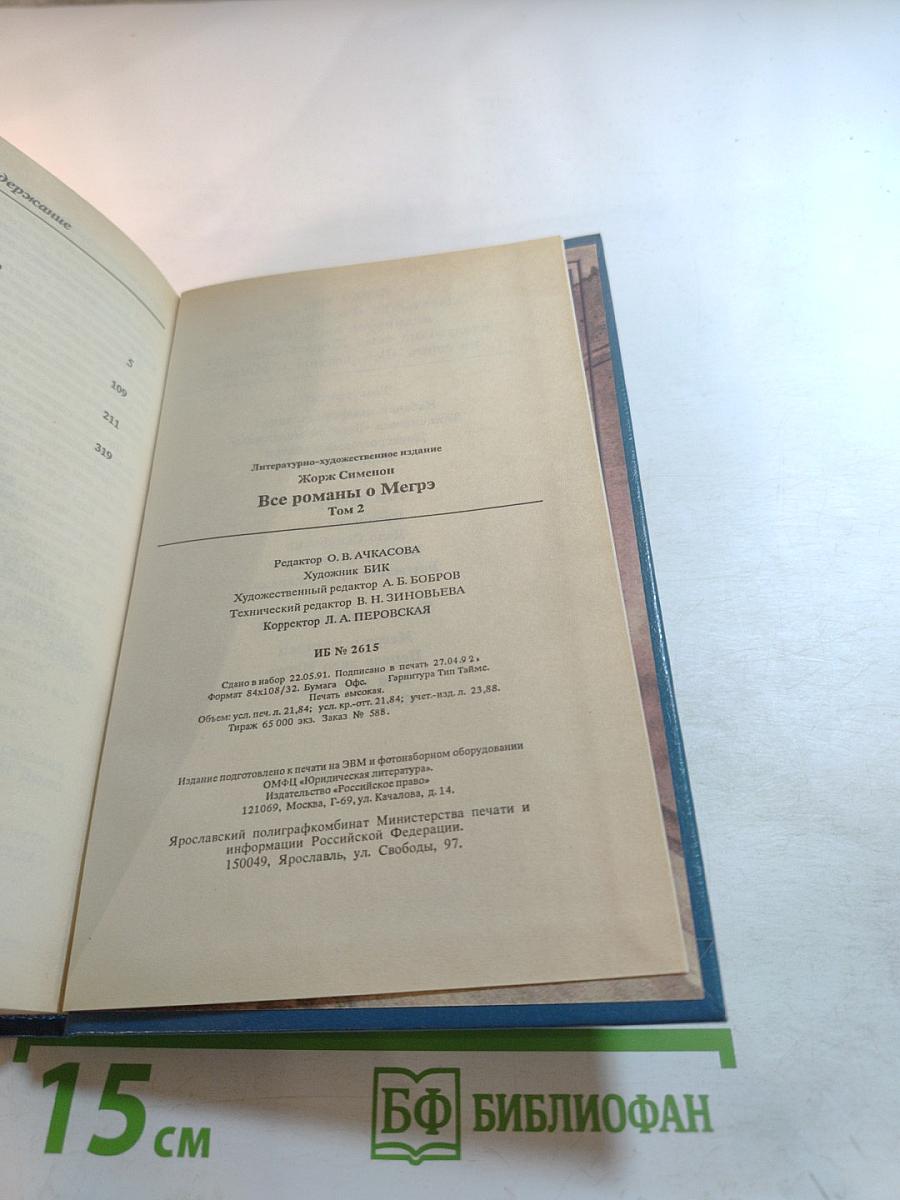 держание
5
109
211
319
Литературно-художественное издание
Жорж Сименон
Все романы о Мегрэ
Том 2
Редактор О. В. АЧКАСОВА
Художник БИК
Художественный редактор А. Б. БОБРОВ
Технический редактор В. Н. ЗИНОВЬЕВА
Корректор Л. А. ПЕРОВСКАЯ
ИБ № 2615
Сдано в набор 22.05.91. Подписано в печать 27.04.92.
Формат 84х108/32. Бумага Офс. Гарнитура Тип Таймс.
Печать высокая.
Объем: усл. печ. л. 21,84; усл. кр.-отт. 21,84; учет.-изд. л. 23,88.
Тираж 65 000 экз. Заказ № 588.
Издание подготовлено к печати на ЭВМ и фотонаборном оборудовании
ОМФЦ «Юридическая литература».
Издательство «Российское право»
121069, Москва, Г-69, ул. Качалова, д. 14.
Ярославский полиграфкомбинат Министерства печати и
информации Российской Федерации.
150049, Ярославль, ул. Свободы, 97.
15 см
БФ БИБЛИОФАН